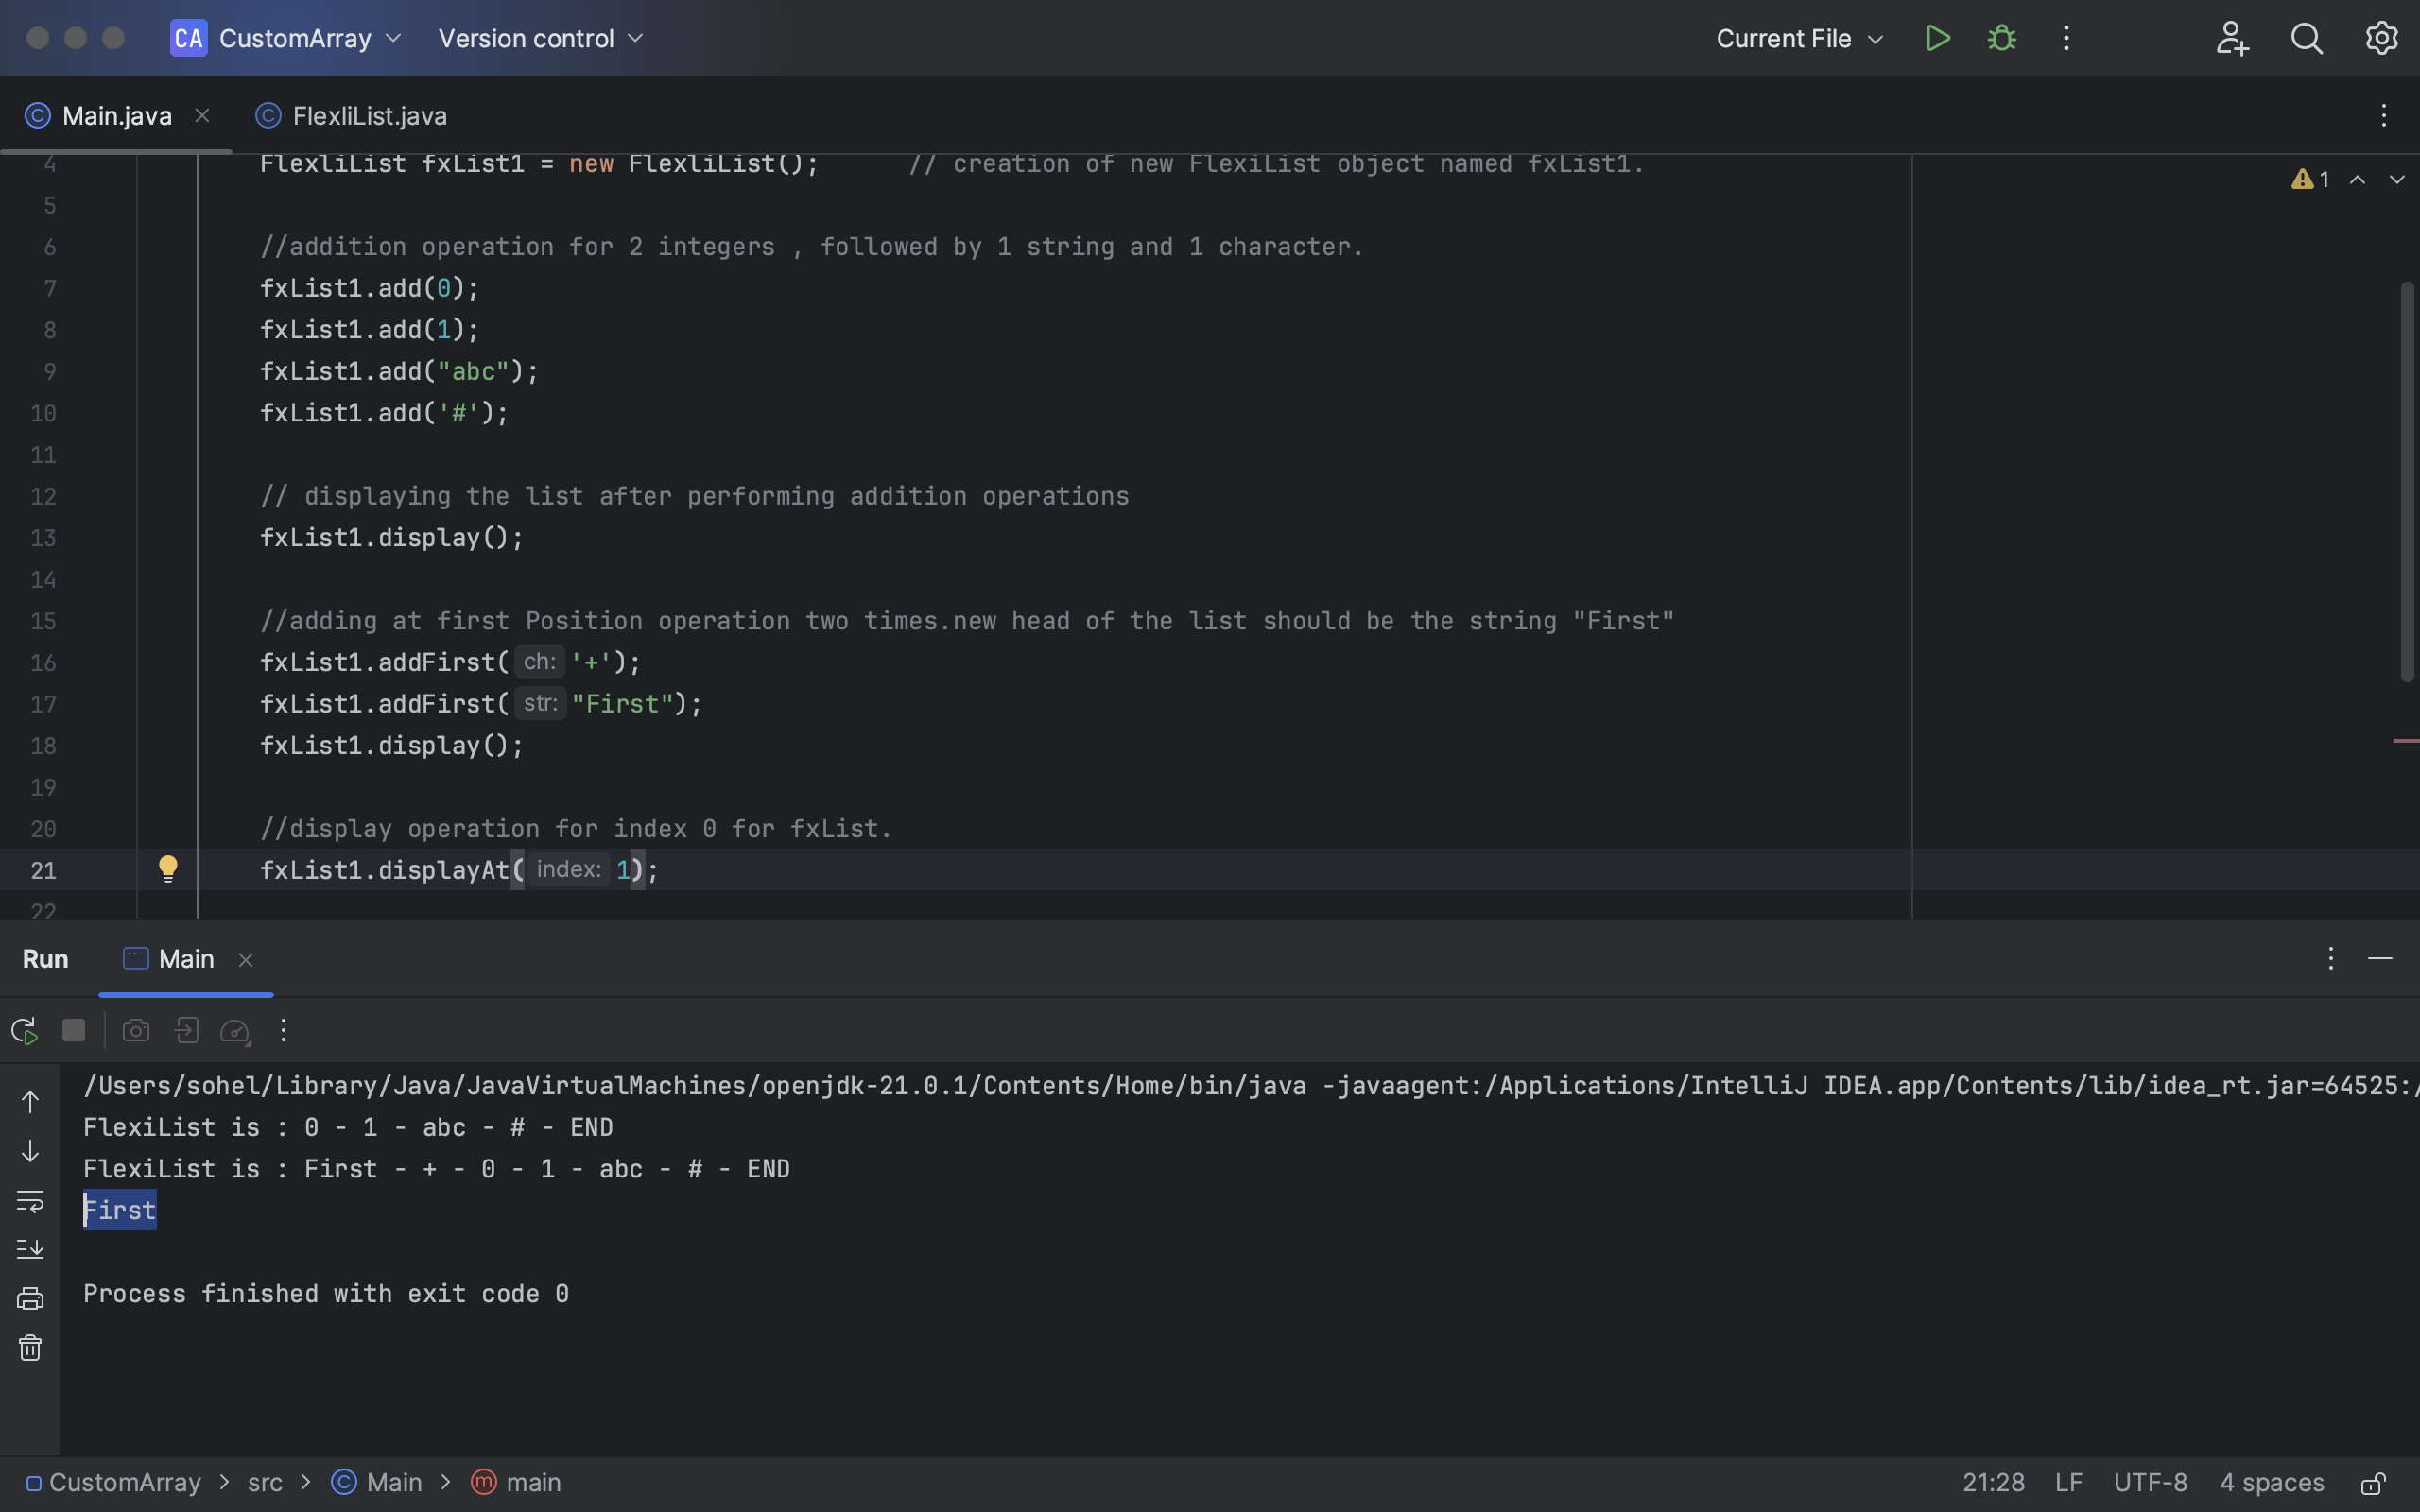 CA CustomArray Version control Current File
Main.java FlexliList.java
4 FlexliList fxList1 = new FlexliList(); // creation of new FlexiList object named fxList1.
1
5
6 //addition operation for 2 integers , followed by 1 string and 1 character.
7 fxList1.add(0);
8 fxList1.add(1);
9 fxList1.add("abc");
10 fxList1.add('#');
11
12 // displaying the list after performing addition operations
13 fxList1.display();
14
15 //adding at first Position operation two times.new head of the list should be the string "First"
16 fxList1.addFirst( ch: '+');
17 fxList1.addFirst( str: "First");
18 fxList1.display();
19
20 //display operation for index 0 for fxList.
21 fxList1.displayAt( index: 1);
22
Run Main
/Users/sohel/Library/Java/JavaVirtualMachines/openjdk-21.0.1/Contents/Home/bin/java -javaagent:/Applications/IntelliJ IDEA.app/Contents/lib/idea_rt.jar=64525:/
FlexiList is : 0 - 1 - abc - # - END
FlexiList is : First - + - 0 - 1 - abc - # - END
First
Process finished with exit code 0
CustomArray > src > Main > main 21:28 LF UTF-8 4 spaces